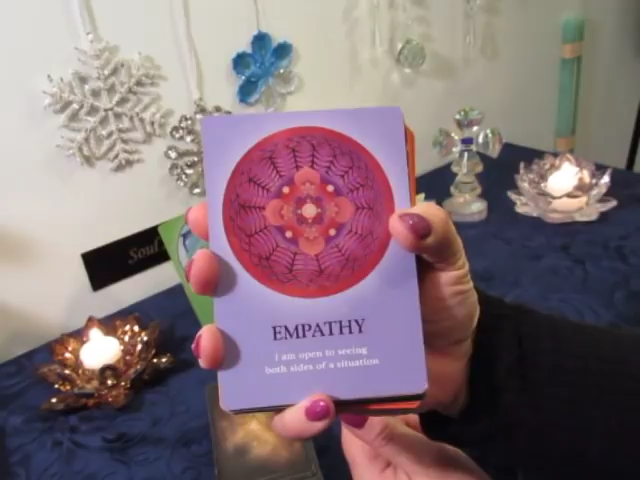 Soul
EMPATHY
i am open to seeing
both sides of a situation